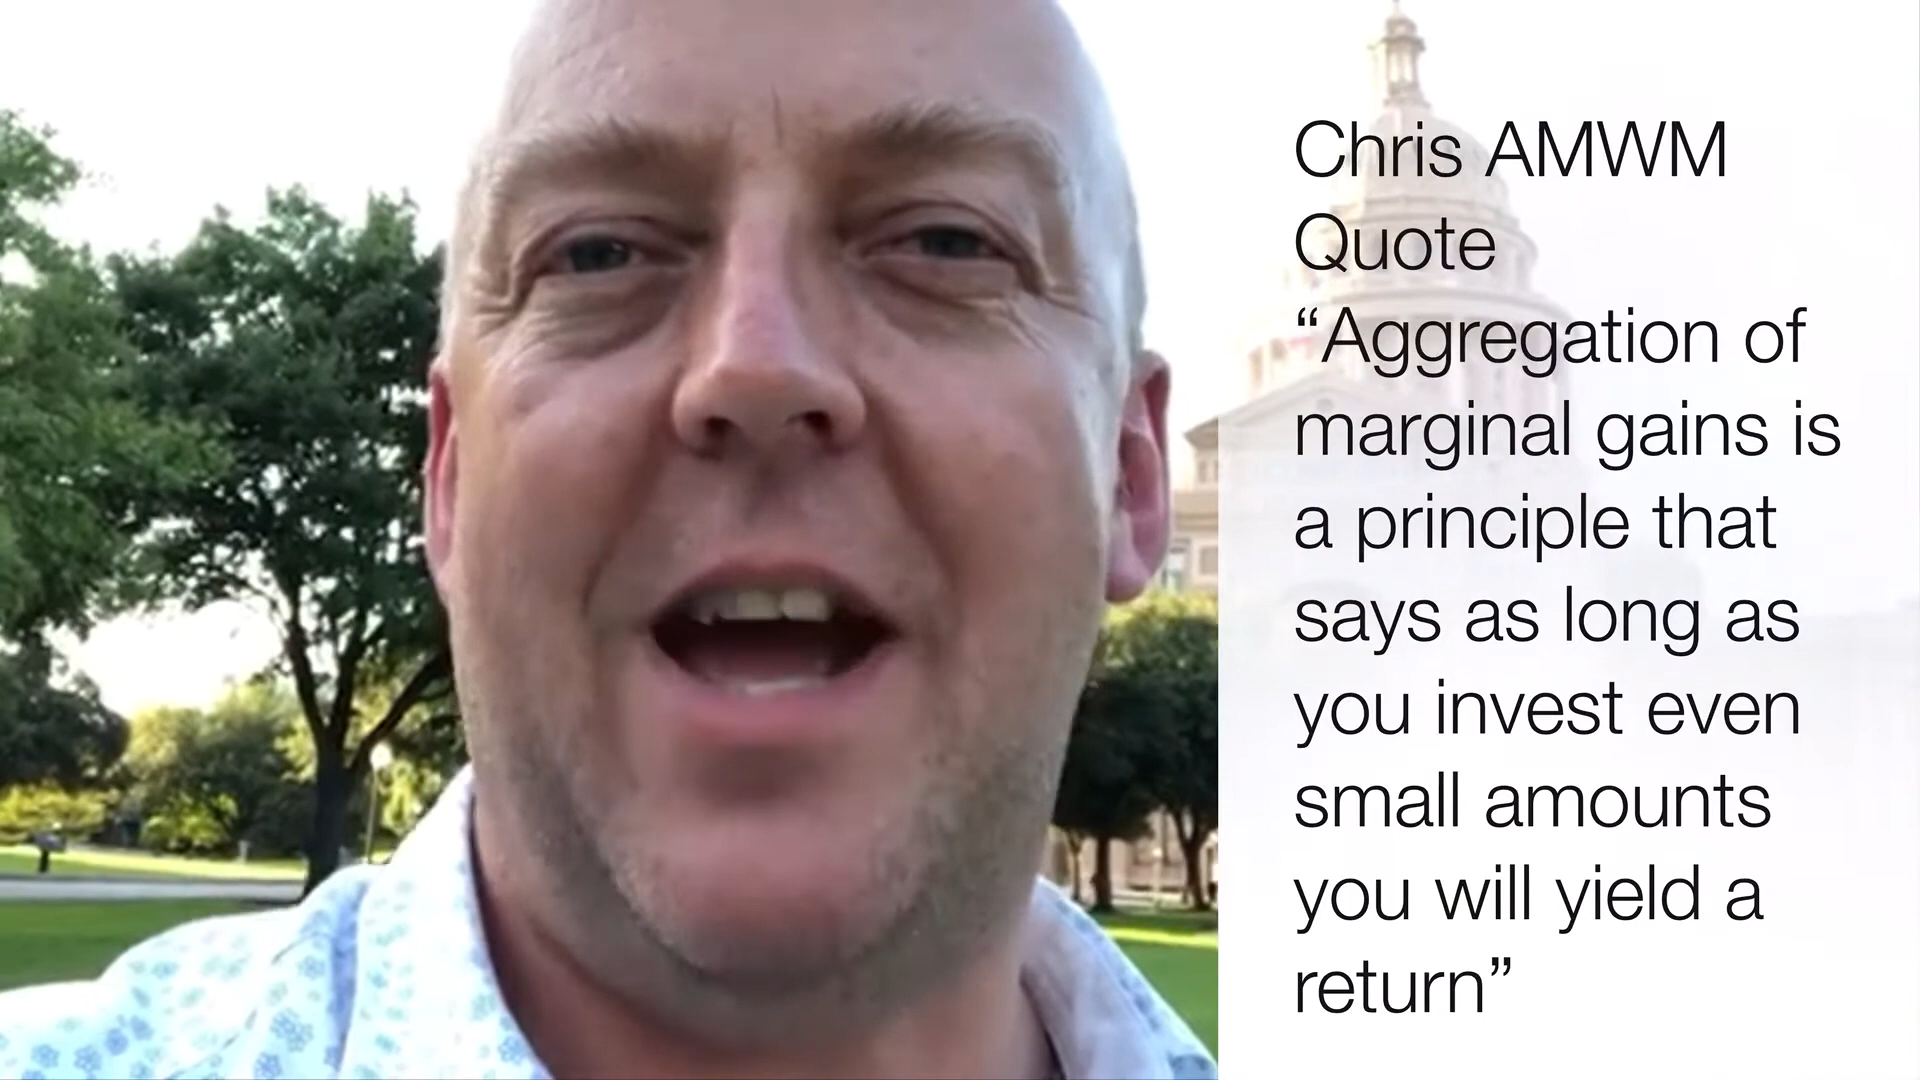 Chris AMWM
Quote
“Aggregation of
marginal gains is
a principle that
says as long as
you invest even
small amounts
you will yield a
return”